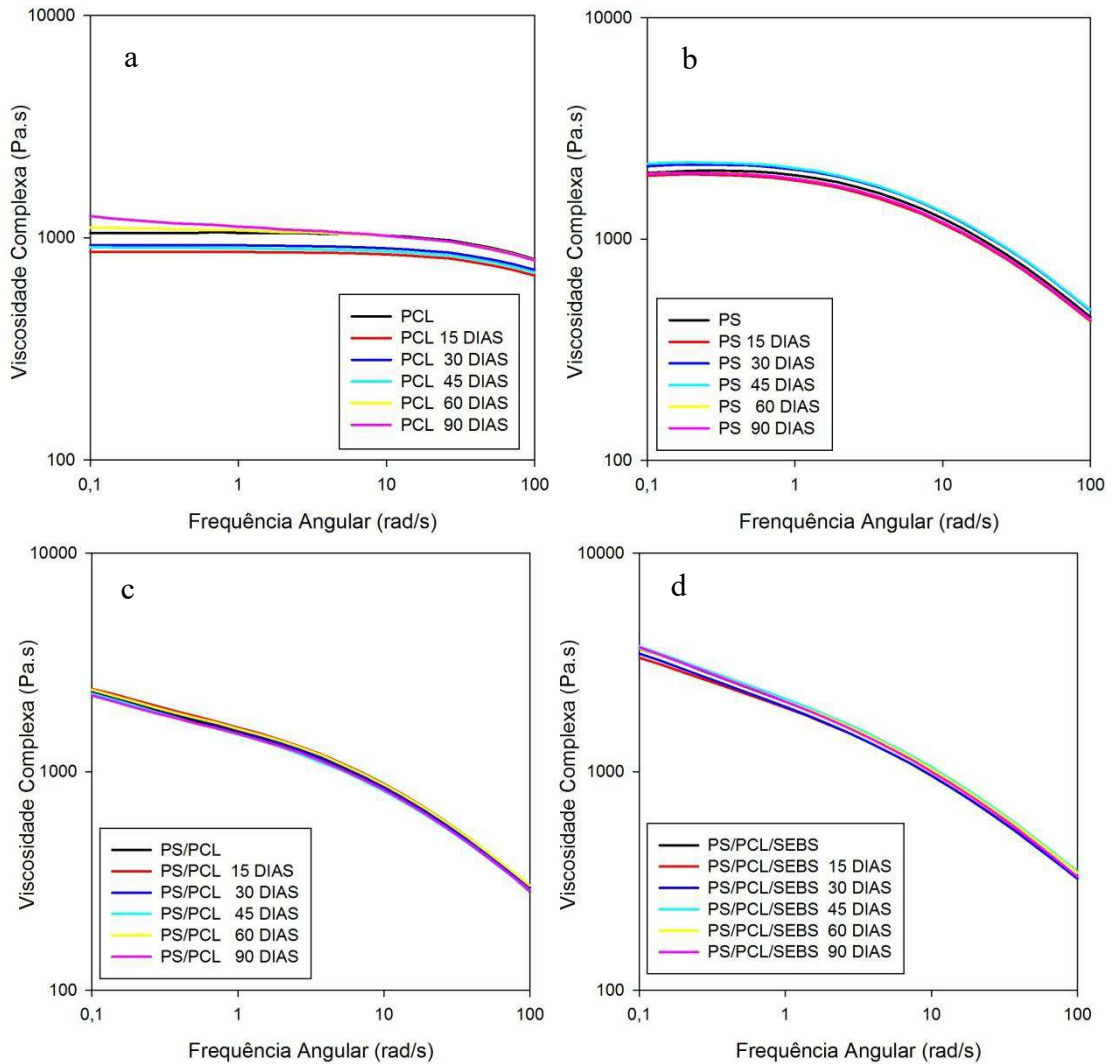 a
10000
1000
100
Viscosidade Complexa (Pa.s)
PCL
PCL 15 DIAS
PCL 30 DIAS
PCL 45 DIAS
PCL 60 DIAS
PCL 90 DIAS
0,1 1 10 100
Frequência Angular (rad/s)
b
10000
1000
100
Viscosidade Complexa (Pa.s)
PS
PS 15 DIAS
PS 30 DIAS
PS 45 DIAS
PS 60 DIAS
PS 90 DIAS
0,1 1 10 100
Frenquência Angular (rad/s)
c
10000
1000
100
Viscosidade Complexa (Pa.s)
PS/PCL
PS/PCL 15 DIAS
PS/PCL 30 DIAS
PS/PCL 45 DIAS
PS/PCL 60 DIAS
PS/PCL 90 DIAS
0,1 1 10 100
Frequência Angular (rad/s)
d
10000
1000
100
Viscosidade Complexa (Pa.s)
PS/PCL/SEBS
PS/PCL/SEBS 15 DIAS
PS/PCL/SEBS 30 DIAS
PS/PCL/SEBS 45 DIAS
PS/PCL/SEBS 60 DIAS
PS/PCL/SEBS 90 DIAS
0,1 1 10 100
Frequência Angular (rad/s)